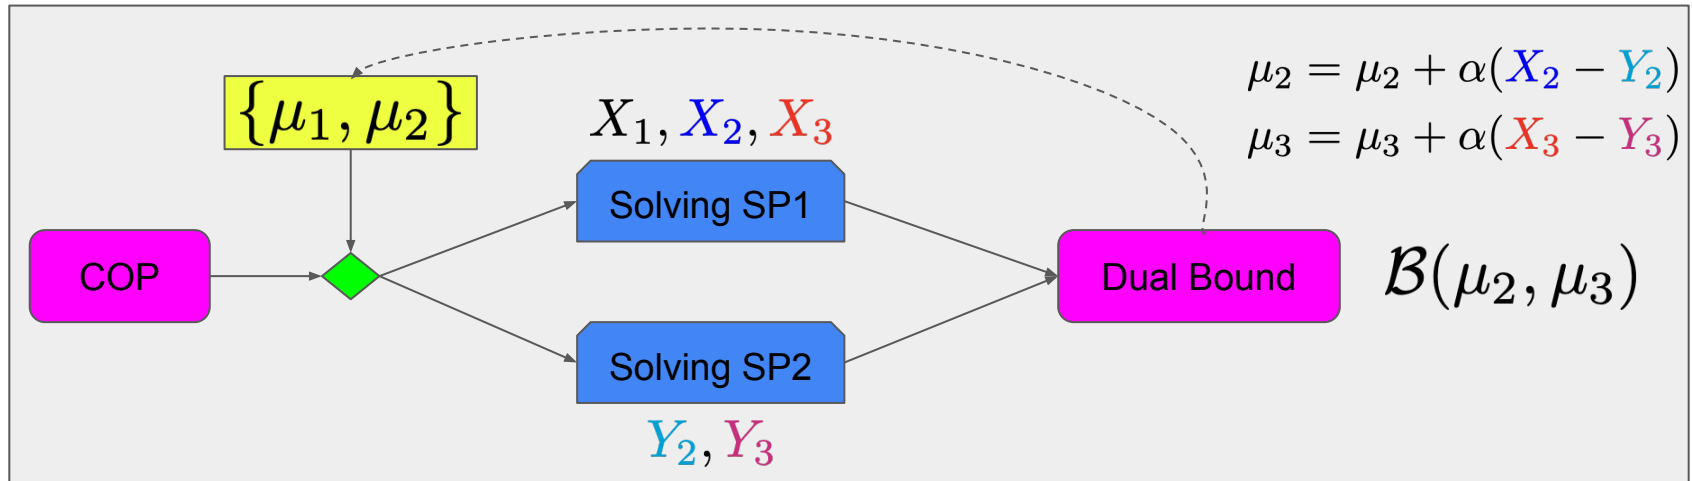 μ₂ = μ₂ + α(X₂ − Y₂)
μ₃ = μ₃ + α(X₃ − Y₃)
{μ₁, μ₂}
X₁, X₂, X₃
Solving SP1
COP
Dual Bound
ℬ(μ₂, μ₃)
Solving SP2
Y₂, Y₃